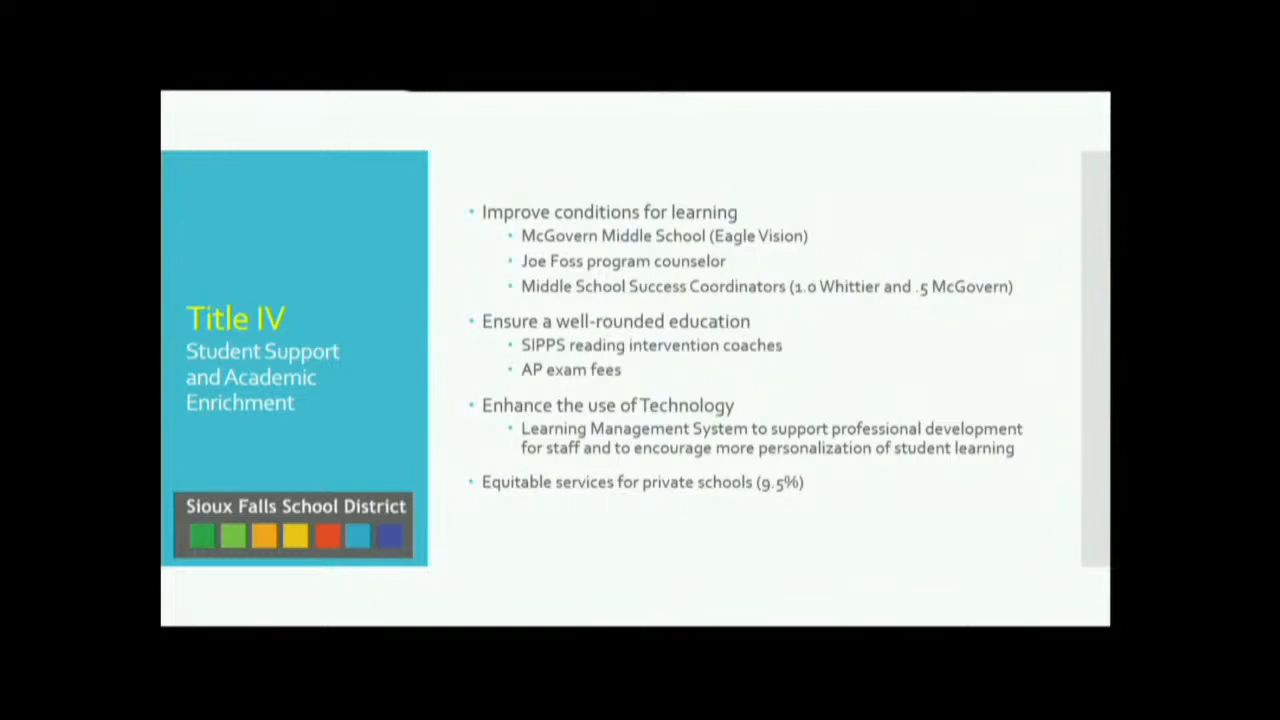 Title IV
Student Support
and Academic
Enrichment
Sioux Falls School District
• Improve conditions for learning
• McGovern Middle School (Eagle Vision)
• Joe Foss program counselor
• Middle School Success Coordinators (1.0 Whittier and .5 McGovern)
• Ensure a well-rounded education
• SIPPS reading intervention coaches
• AP exam fees
• Enhance the use of Technology
• Learning Management System to support professional development
for staff and to encourage more personalization of student learning
• Equitable services for private schools (9.5%)